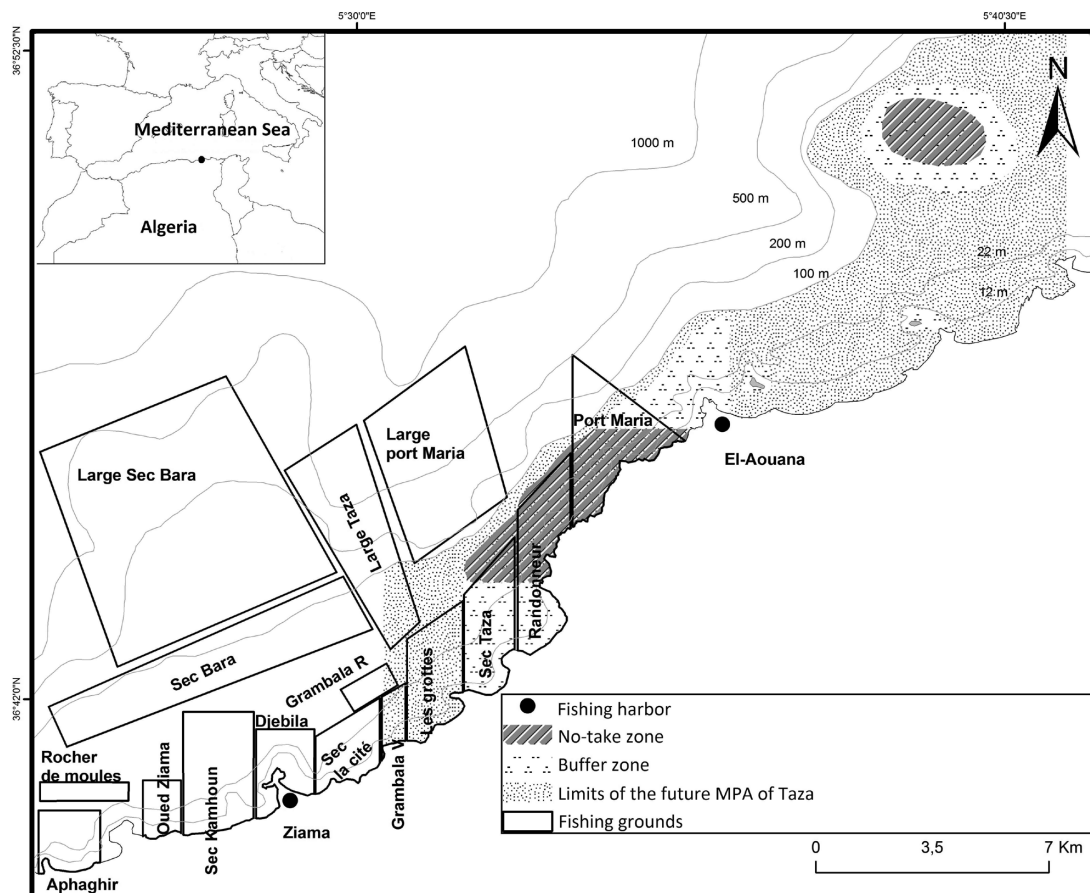 5°30'0"E
5°40'30"E
36°52'30"N
Mediterranean Sea
Algeria
N
1000 m
500 m
200 m
100 m
22 m
12 m
Port Maria
El-Aouana
Large
port Maria
Large Sec Bara
Large Taza
Randonneur
Sec Taza
Les grottes
Sec Bara
Grambala R
36°42'0"N
Djebila
Sec
la cité
Grambala V
Rocher
de moules
Oued Ziama
Sec Kamhoun
Ziama
Aphaghir
Fishing harbor
No-take zone
Buffer zone
Limits of the future MPA of Taza
Fishing grounds
0
3,5
7 Km